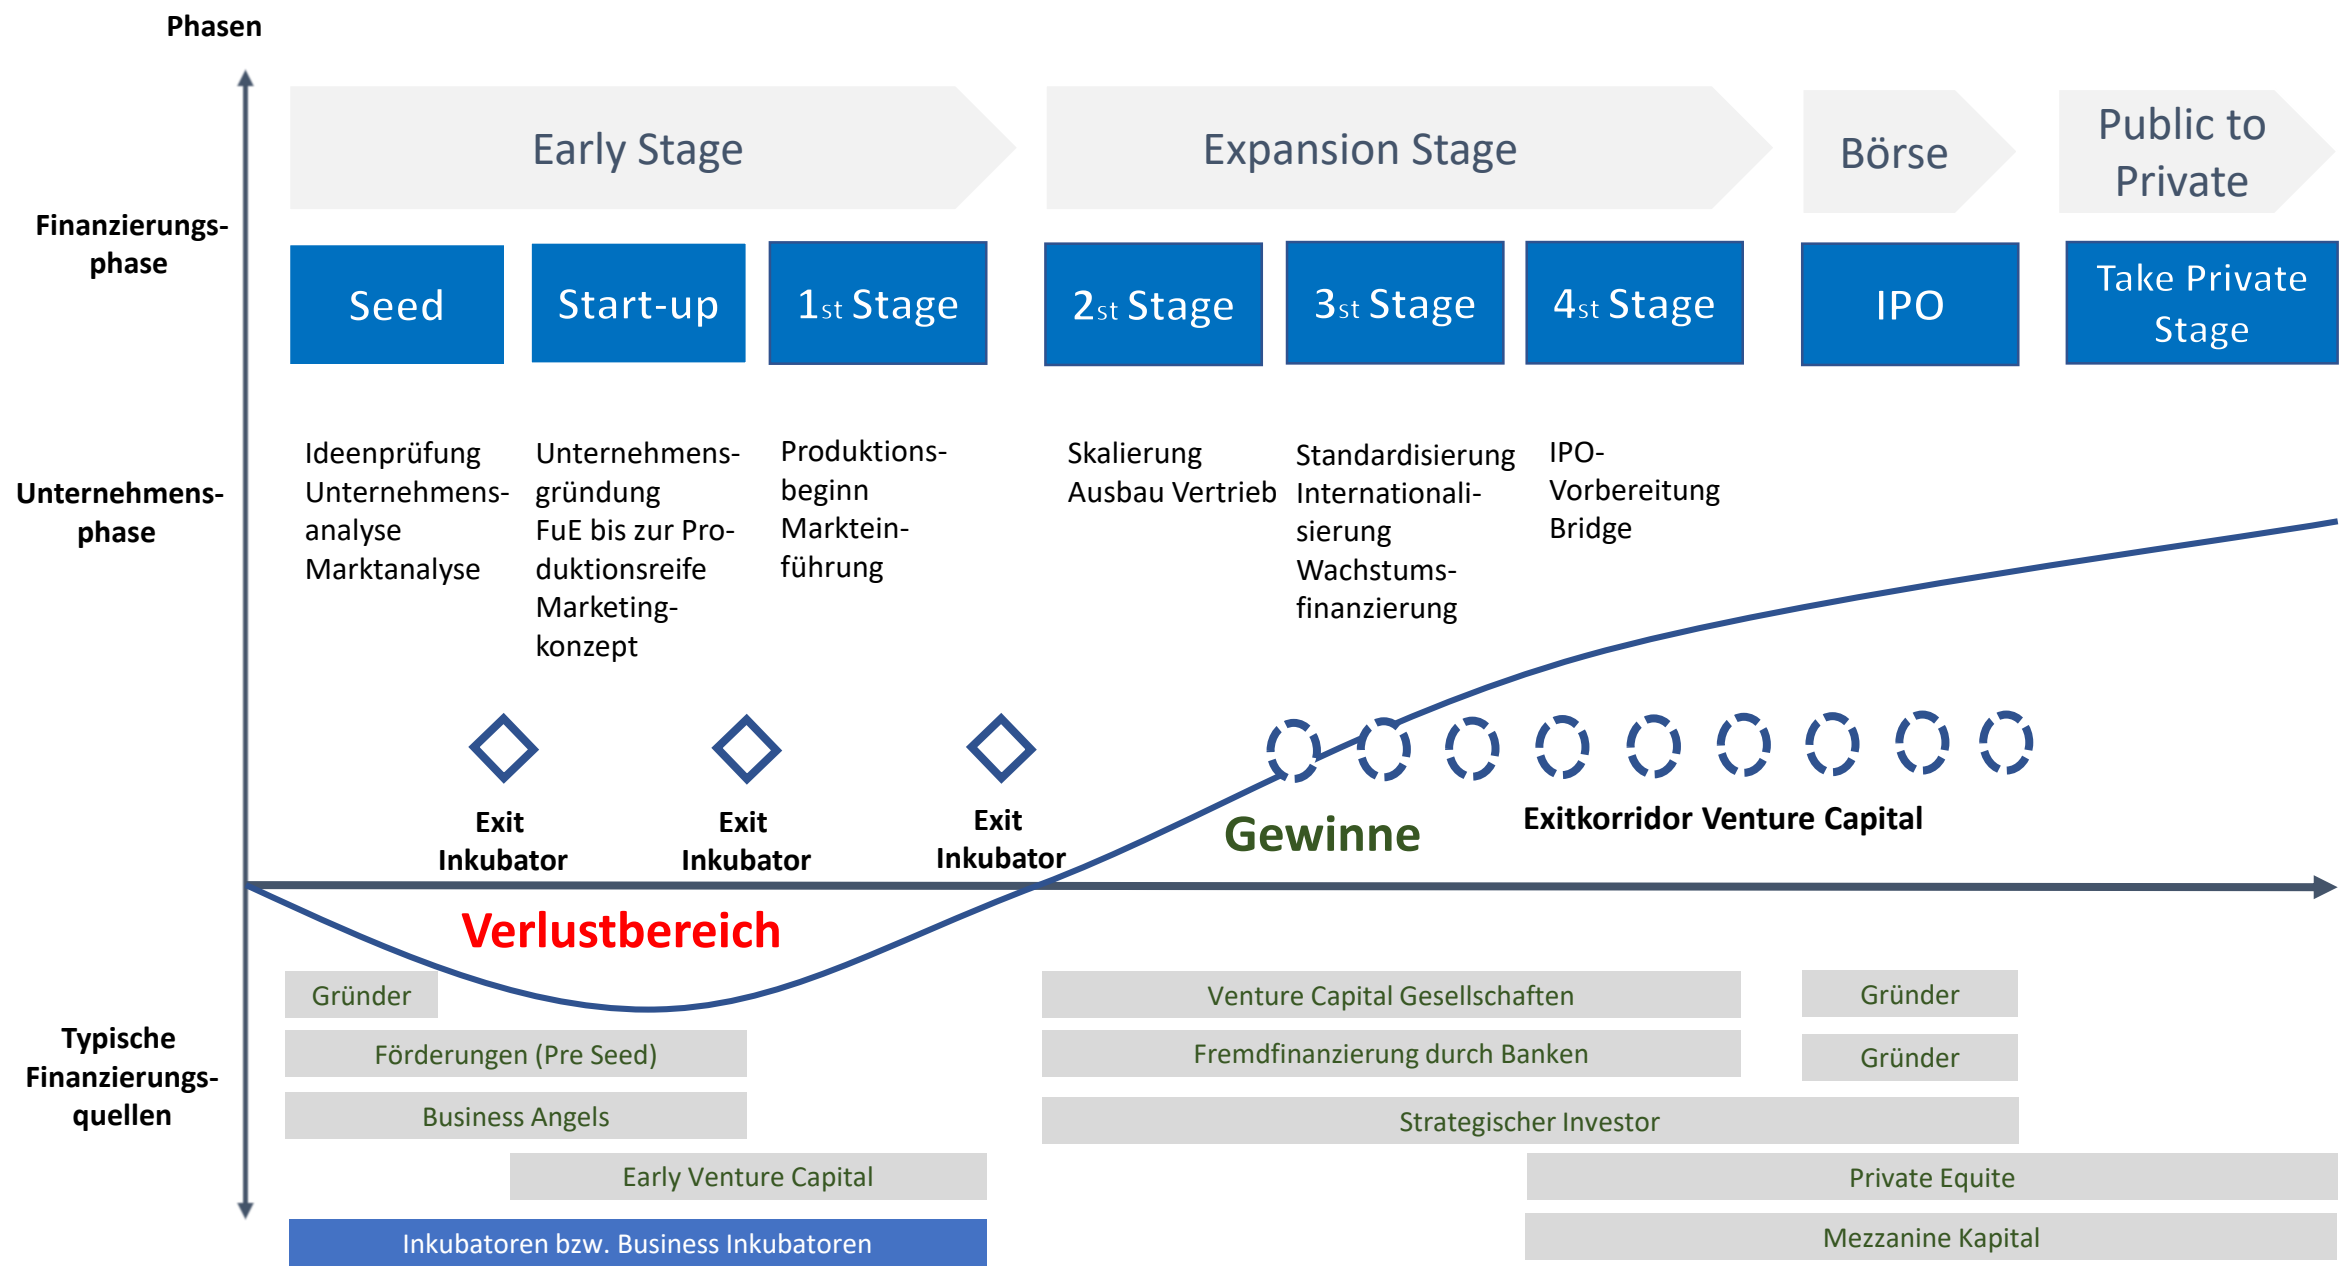 Phasen
Early Stage
Expansion Stage
Börse
Public to
Private
Finanzierungs-
phase
Seed
Start-up
1st Stage
2st Stage
3st Stage
4st Stage
IPO
Take Private
Stage
Unternehmens-
phase
Ideenprüfung
Unternehmens-
analyse
Marktanalyse
Unternehmens-
gründung
FuE bis zur Pro-
duktionsreife
Marketing-
konzept
Produktions-
beginn
Marktein-
führung
Skalierung
Ausbau Vertrieb
Standardisierung
Internationali-
sierung
Wachstums-
finanzierung
IPO-
Vorbereitung
Bridge
Exit
Inkubator
Exit
Inkubator
Exit
Inkubator
Gewinne
Exitkorridor Venture Capital
Verlustbereich
Typische
Finanzierungs-
quellen
Gründer
Förderungen (Pre Seed)
Business Angels
Early Venture Capital
Inkubatoren bzw. Business Inkubatoren
Venture Capital Gesellschaften
Fremdfinanzierung durch Banken
Strategischer Investor
Gründer
Gründer
Private Equite
Mezzanine Kapital